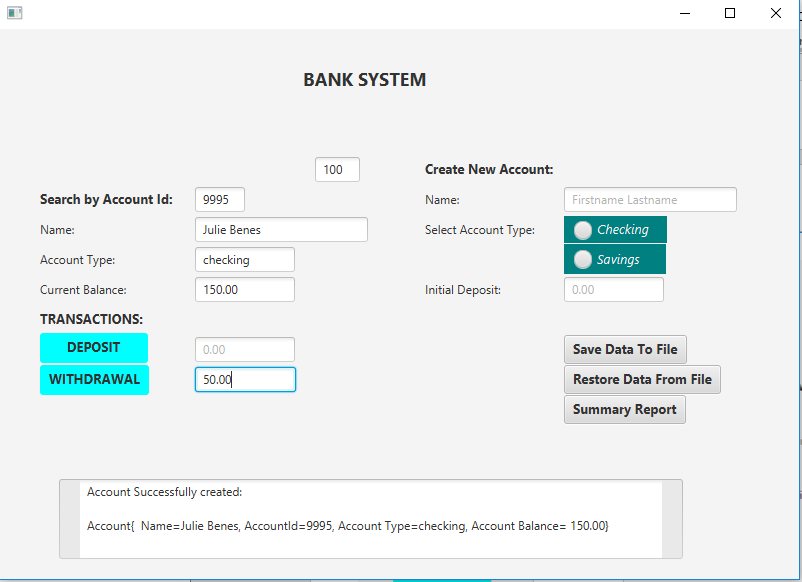 BANK SYSTEM
100
Create New Account:
Search by Account Id: 9995
Name: Firstname Lastname
Name: Julie Benes
Select Account Type: Checking
Savings
Account Type: checking
Current Balance: 150.00
Initial Deposit: 0.00
TRANSACTIONS:
DEPOSIT 0.00
Save Data To File
WITHDRAWAL 50.00
Restore Data From File
Summary Report
Account Successfully created:
Account{  Name=Julie Benes, AccountId=9995, Account Type=checking, Account Balance= 150.00}